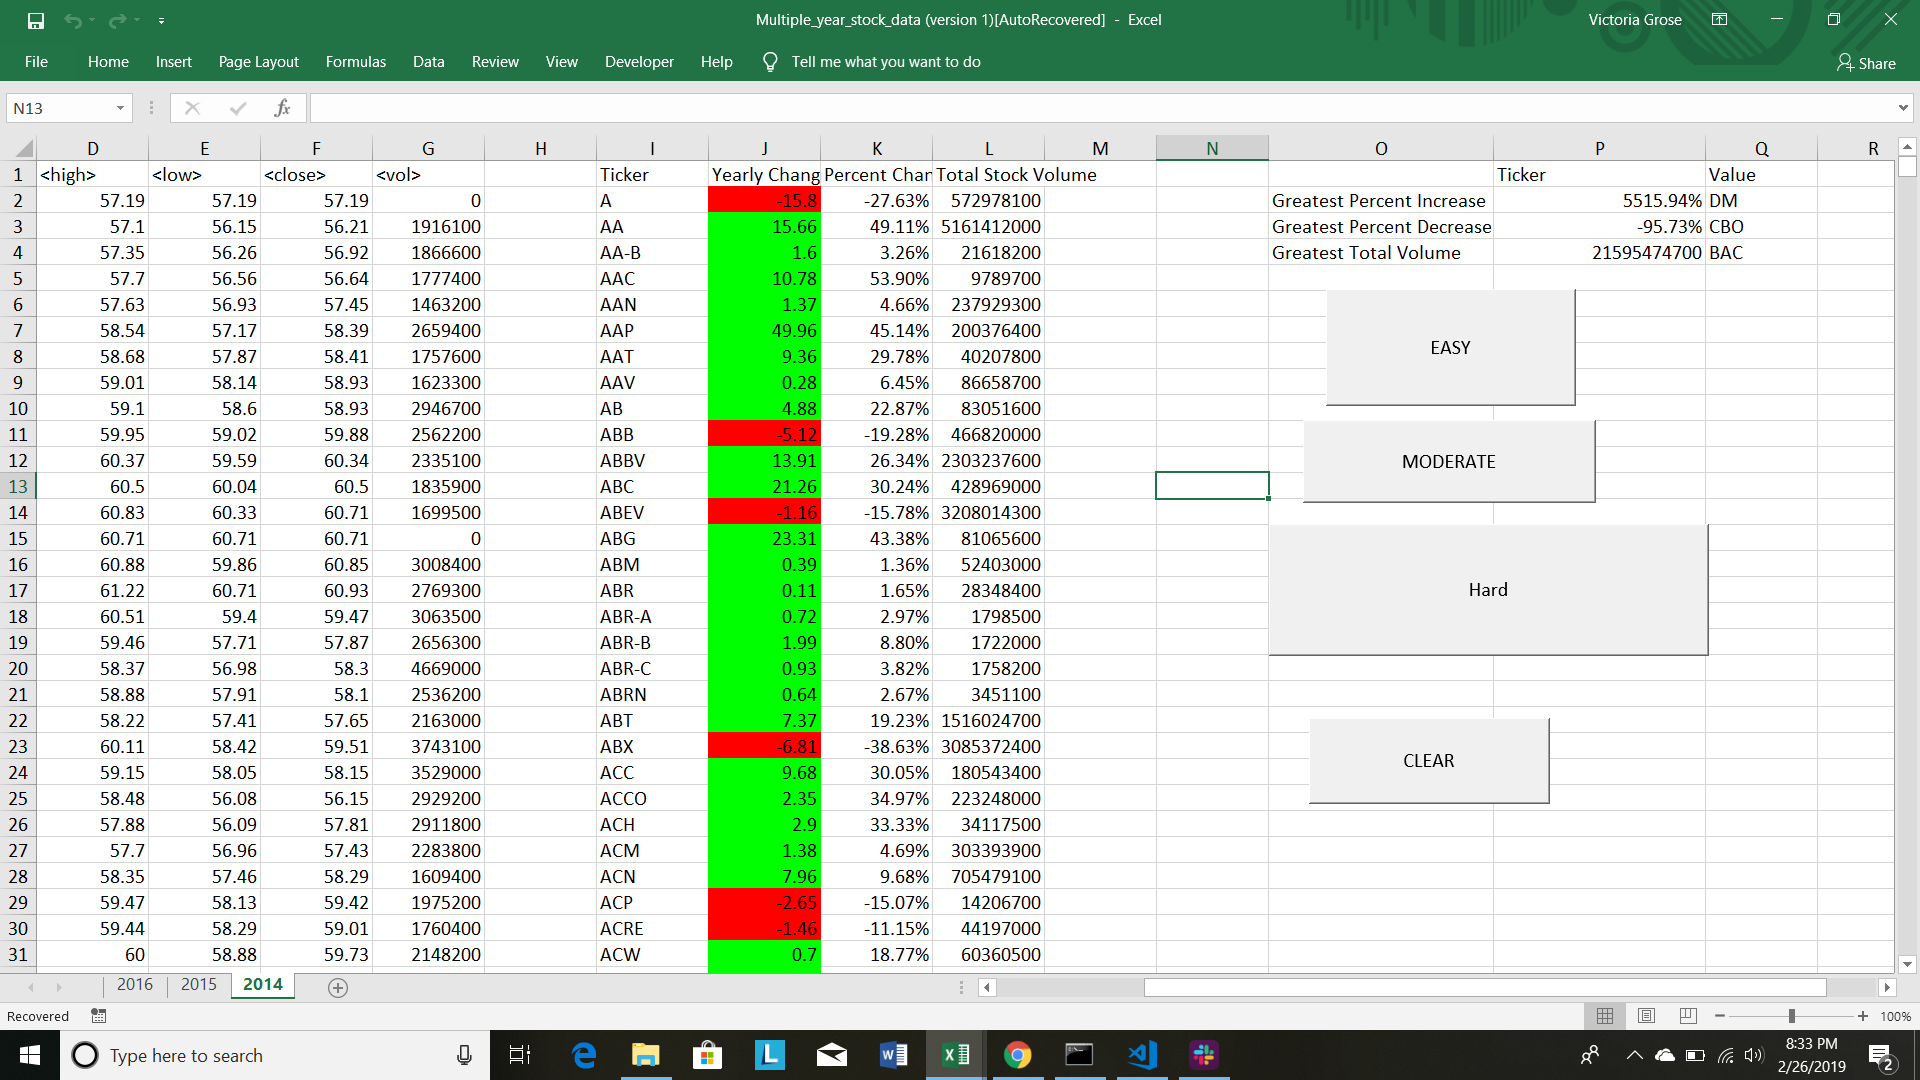 Multiple_year_stock_data (version 1)[AutoRecovered] - Excel
Victoria Grose
File Home Insert Page Layout Formulas Data Review View Developer Help Tell me what you want to do Share
N13 fx
D E F G H I J K L M N O P Q R
1 <high> <low> <close> <vol> Ticker Yearly Chang Percent Chan Total Stock Volume Ticker Value
2 57.19 57.19 57.19 0 A -15.8 -27.63% 572978100 Greatest Percent Increase 5515.94% DM
3 57.1 56.15 56.21 1916100 AA 15.66 49.11% 5161412000 Greatest Percent Decrease -95.73% CBO
4 57.35 56.26 56.92 1866600 AA-B 1.6 3.26% 21618200 Greatest Total Volume 21595474700 BAC
5 57.7 56.56 56.64 1777400 AAC 10.78 53.90% 9789700
6 57.63 56.93 57.45 1463200 AAN 1.37 4.66% 237929300
7 58.54 57.17 58.39 2659400 AAP 49.96 45.14% 200376400
8 58.68 57.87 58.41 1757600 AAT 9.36 29.78% 40207800
EASY
9 59.01 58.14 58.93 1623300 AAV 0.28 6.45% 86658700
10 59.1 58.6 58.93 2946700 AB 4.88 22.87% 83051600
11 59.95 59.02 59.88 2562200 ABB -5.12 -19.28% 466820000
12 60.37 59.59 60.34 2335100 ABBV 13.91 26.34% 2303237600
MODERATE
13 60.5 60.04 60.5 1835900 ABC 21.26 30.24% 428969000
14 60.83 60.33 60.71 1699500 ABEV -1.16 -15.78% 3208014300
15 60.71 60.71 60.71 0 ABG 23.31 43.38% 81065600
16 60.88 59.86 60.85 3008400 ABM 0.39 1.36% 52403000
17 61.22 60.71 60.93 2769300 ABR 0.11 1.65% 28348400
Hard
18 60.51 59.4 59.47 3063500 ABR-A 0.72 2.97% 1798500
19 59.46 57.71 57.87 2656300 ABR-B 1.99 8.80% 1722000
20 58.37 56.98 58.3 4669000 ABR-C 0.93 3.82% 1758200
21 58.88 57.91 58.1 2536200 ABRN 0.64 2.67% 3451100
22 58.22 57.41 57.65 2163000 ABT 7.37 19.23% 1516024700
23 60.11 58.42 59.51 3743100 ABX -6.81 -38.63% 3085372400
24 59.15 58.05 58.15 3529000 ACC 9.68 30.05% 180543400
CLEAR
25 58.48 56.08 56.15 2929200 ACCO 2.35 34.97% 223248000
26 57.88 56.09 57.81 2911800 ACH 2.9 33.33% 34117500
27 57.7 56.96 57.43 2283800 ACM 1.38 4.69% 303393900
28 58.35 57.46 58.29 1609400 ACN 7.96 9.68% 705479100
29 59.47 58.13 59.42 1975200 ACP -2.65 -15.07% 14206700
30 59.44 58.29 59.01 1760400 ACRE -1.46 -11.15% 44197000
31 60 58.88 59.73 2148200 ACW 0.7 18.77% 60360500
2016 2015 2014
Recovered 100%
Type here to search
8:33 PM
2/26/2019
2